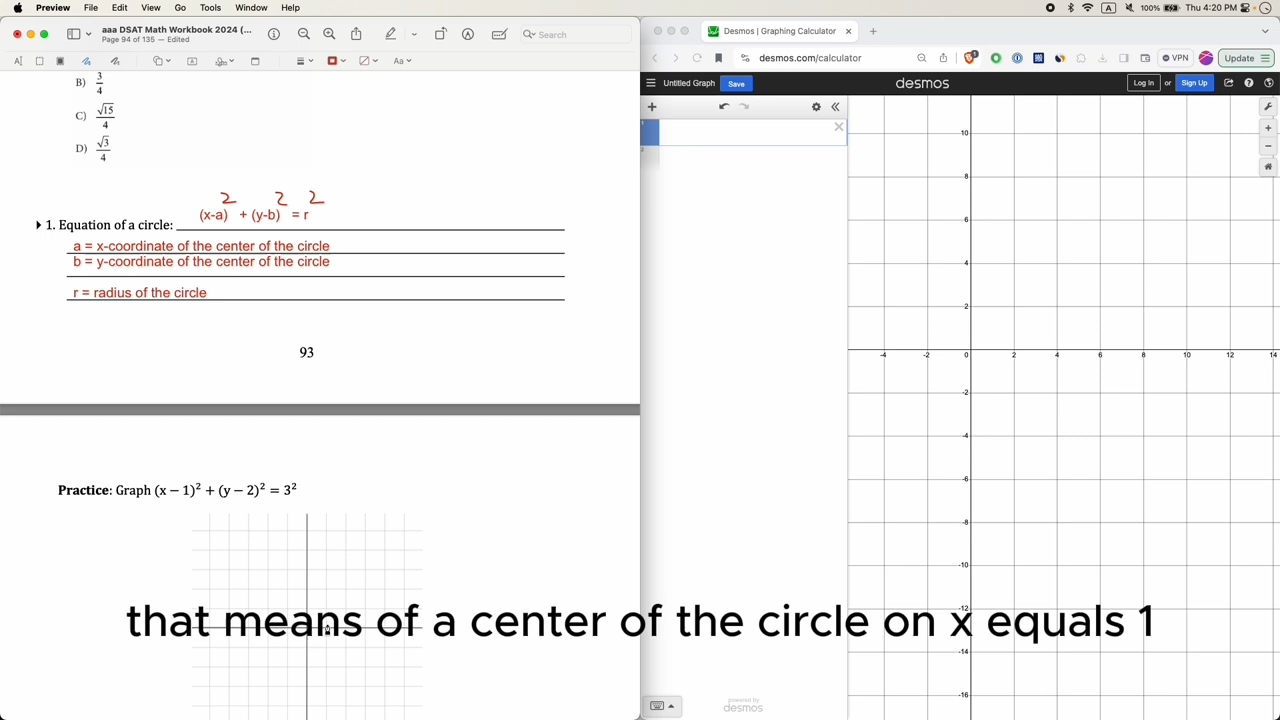 Preview File Edit View Go Tools Window Help
100% Thu 4:20 PM
aaa DSAT Math Workbook 2024 (...
Page 94 of 135 — Edited
Search
Aa
B) 3/4
C) √15/4
D) √3/4
(x-a)² + (y-b)² = r²
1. Equation of a circle:
a = x-coordinate of the center of the circle
b = y-coordinate of the center of the circle
r = radius of the circle
93
Practice: Graph (x − 1)² + (y − 2)² = 3²
Desmos | Graphing Calculator
desmos.com/calculator
VPN
Update
Untitled Graph
Save
desmos
Log In or Sign Up
10
8
6
4
2
-4 -2 0 2 4 6 8 10 12 14
-2
-4
-6
-8
-10
-12
-14
-16
powered by
desmos
that means of a center of the circle on x equals 1